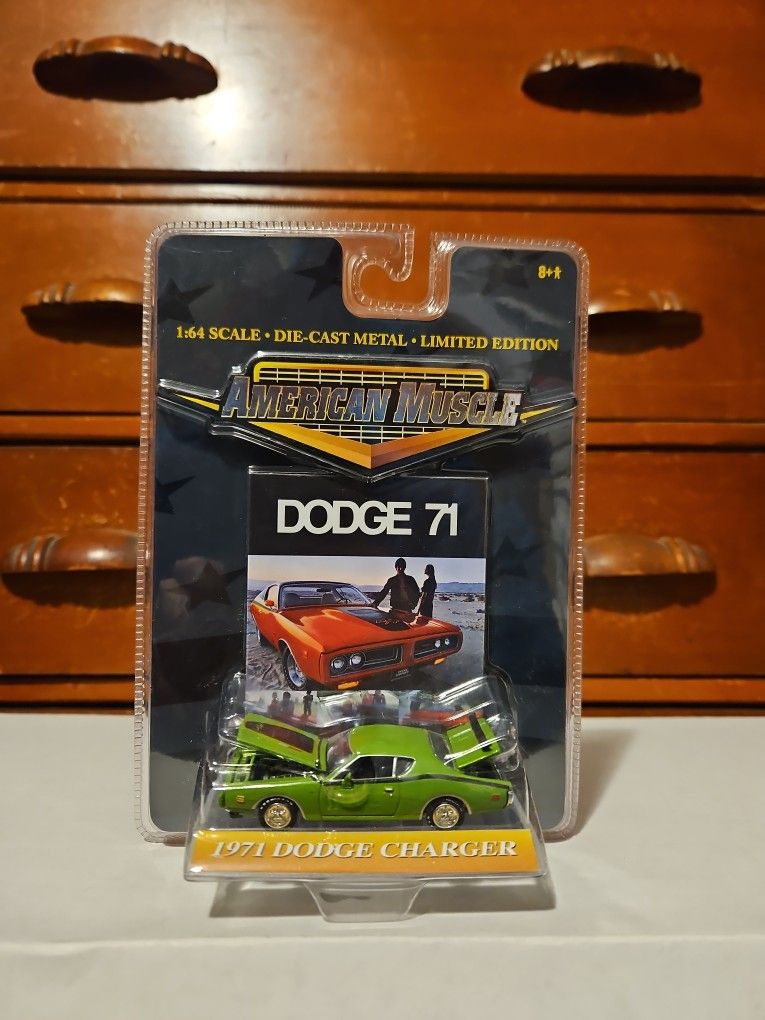 8+
1:64 SCALE • DIE-CAST METAL • LIMITED EDITION
AMERICAN MUSCLE
DODGE 71
1971 DODGE CHARGER